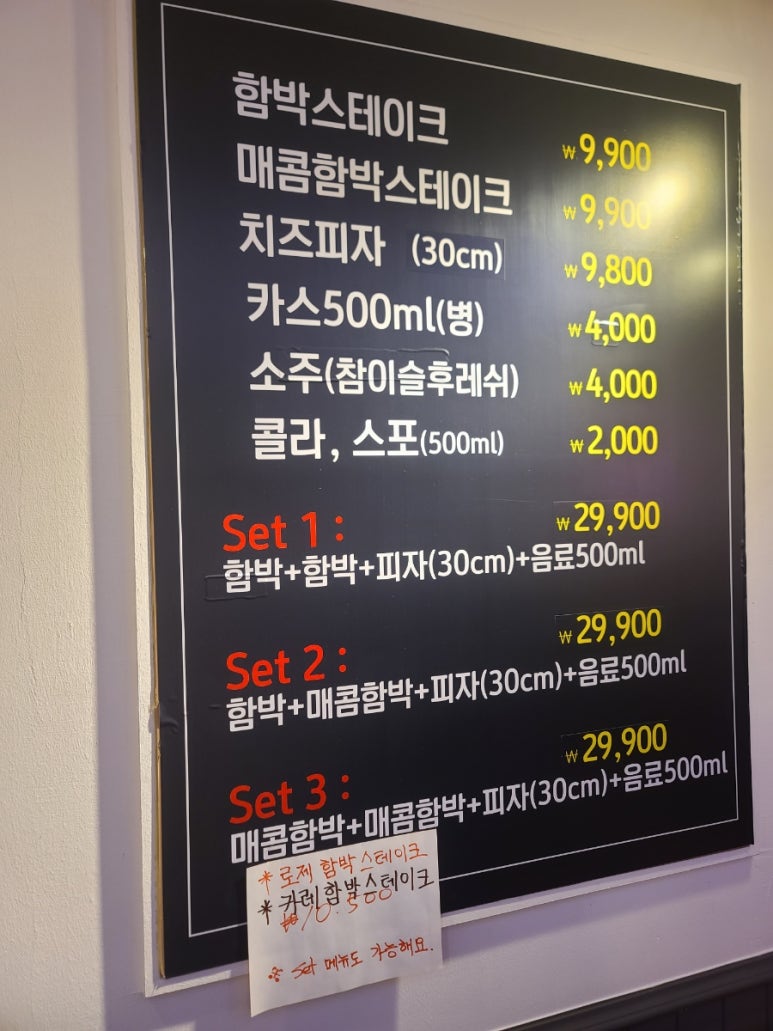 함박스테이크 ₩9,900
매콤함박스테이크 ₩9,900
치즈피자 (30cm) ₩9,800
카스500ml(병) ₩4,000
소주(참이슬후레쉬) ₩4,000
콜라, 스포(500ml) ₩2,000
Set 1 : ₩29,900
함박+함박+피자(30cm)+음료500ml
Set 2 : ₩29,900
함박+매콤함박+피자(30cm)+음료500ml
Set 3 : ₩29,900
매콤함박+매콤함박+피자(30cm)+음료500ml
* 로제 함박스테이크
* 카레함박스테이크
₩10.500
※ Set 메뉴도 가능해요.